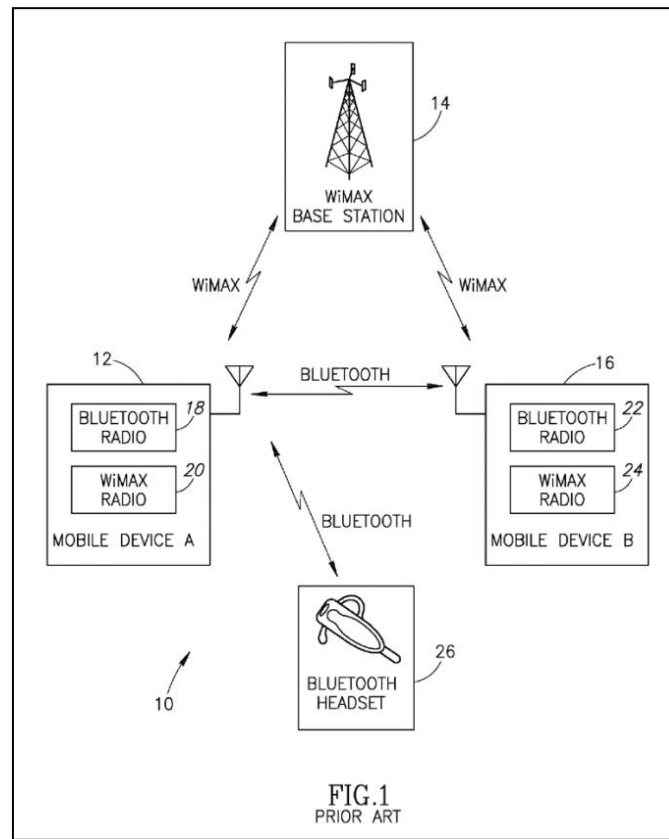 14
WiMAX
BASE STATION
WiMAX
WiMAX
12
BLUETOOTH
16
BLUETOOTH
RADIO
18
WiMAX
RADIO
20
MOBILE DEVICE A
BLUETOOTH
RADIO
22
WiMAX
RADIO
24
MOBILE DEVICE B
BLUETOOTH
BLUETOOTH
HEADSET
26
10
FIG.1
PRIOR ART